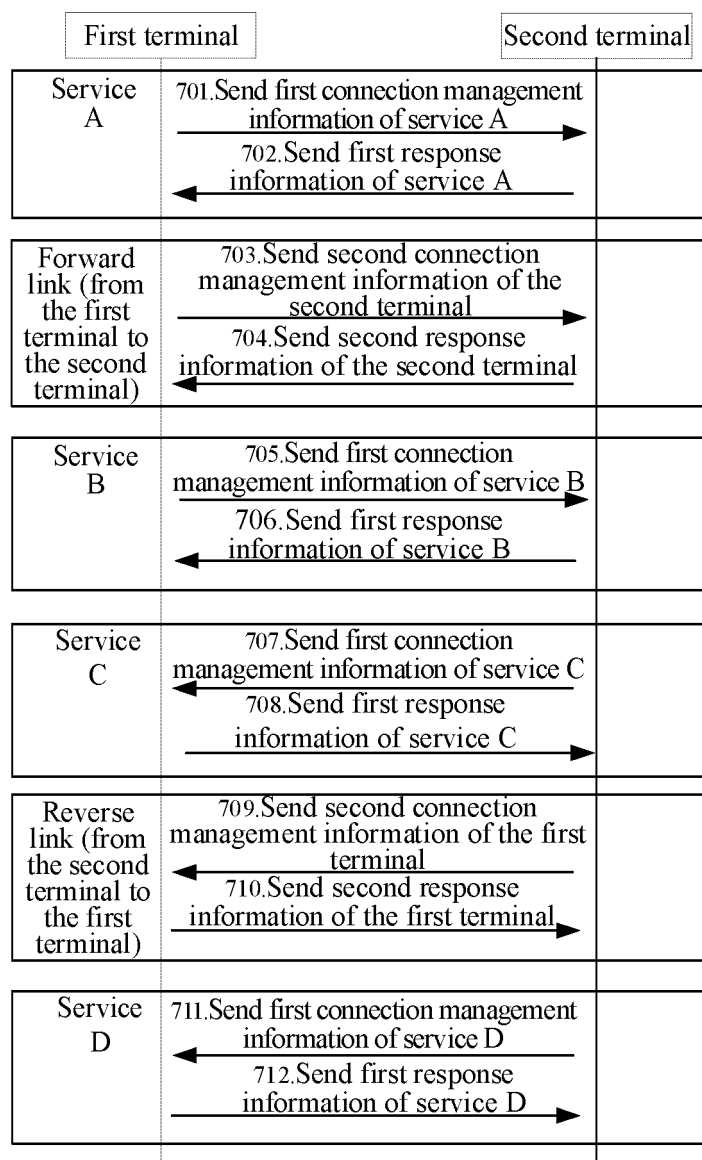 First terminal
Second terminal
Service
A
701.Send first connection management
information of service A
702.Send first response
information of service A
Forward
link (from
the first
terminal to
the second
terminal)
703.Send second connection
management information of the
second terminal
704.Send second response
information of the second terminal
Service
B
705.Send first connection
management information of service B
706.Send first response
information of service B
Service
C
707.Send first connection
management information of service C
708.Send first response
information of service C
Reverse
link (from
the second
terminal to
the first
terminal)
709.Send second connection
management information of the first
terminal
710.Send second response
information of the first terminal
Service
D
711.Send first connection management
information of service D
712.Send first response
information of service D